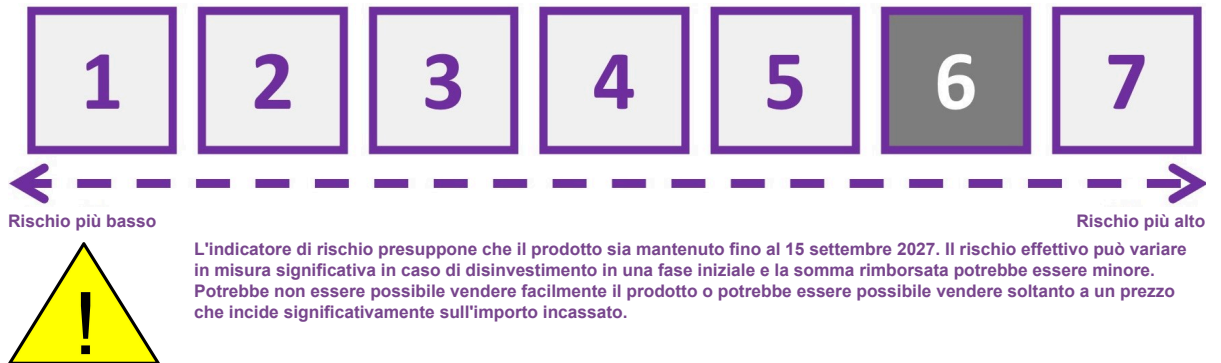 1 2 3 4 5 6 7
Rischio più basso Rischio più alto
L'indicatore di rischio presuppone che il prodotto sia mantenuto fino al 15 settembre 2027. Il rischio effettivo può variare
in misura significativa in caso di disinvestimento in una fase iniziale e la somma rimborsata potrebbe essere minore.
Potrebbe non essere possibile vendere facilmente il prodotto o potrebbe essere possibile vendere soltanto a un prezzo
che incide significativamente sull'importo incassato.
!